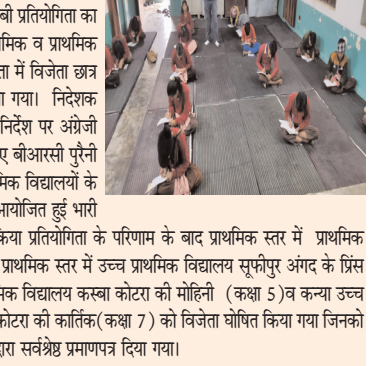 बी प्रतियोगिता का
मिक व प्राथमिक
ता में विजेता छात्र
ा गया। निदेशक
निर्देश पर अंग्रेजी
ए बीआरसी पुरैनी
मिक विद्यालयों के
आयोजित हुई भारी
किया प्रतियोगिता के परिणाम के बाद प्राथमिक स्तर में प्राथमिक
प्राथमिक स्तर में उच्च प्राथमिक विद्यालय सूफीपुर अंगद के प्रिंस
मिक विद्यालय कस्बा कोटरा की मोहिनी (कक्षा 5)व कन्या उच्च
कोटरा की कार्तिक(कक्षा 7) को विजेता घोषित किया गया जिनको
ारा सर्वश्रेष्ठ प्रमाणपत्र दिया गया।